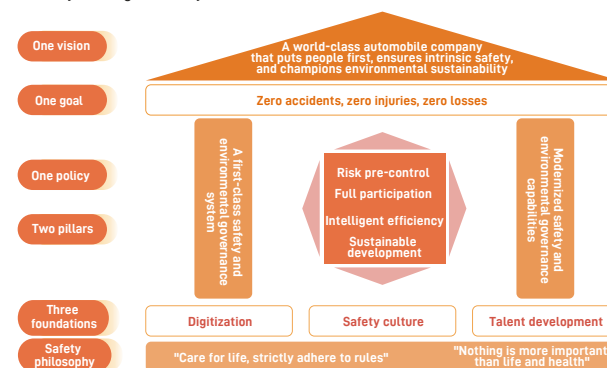 One vision
A world-class automobile company
that puts people first, ensures intrinsic safety,
and champions environmental sustainability
One goal
Zero accidents, zero injuries, zero losses
One policy
Risk pre-control
Full participation
Intelligent efficiency
Sustainable
development
Two pillars
A first-class safety and
environmental governance
system
Modernized safety and
environmental governance
capabilities
Three
foundations
Digitization
Safety culture
Talent development
Safety
philosophy
"Care for life, strictly adhere to rules"
"Nothing is more important
than life and health"